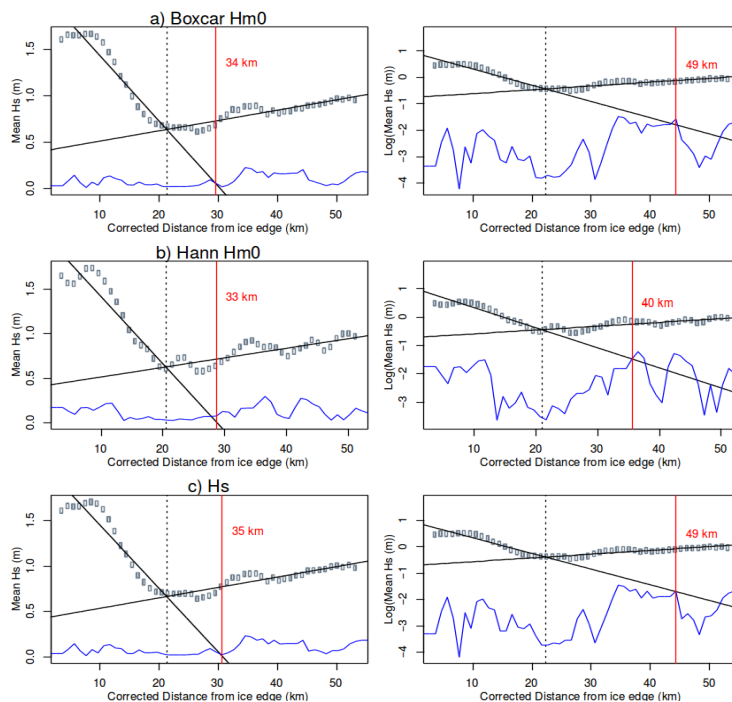 a) Boxcar Hm0
Mean Hs (m)
0.0 0.5 1.0 1.5
34 km
10 20 30 40 50
Corrected Distance from ice edge (km)
Log(Mean Hs (m))
−4 −3 −2 −1 0 1
49 km
10 20 30 40 50
Corrected Distance from ice edge (km)
b) Hann Hm0
Mean Hs (m)
0.0 0.5 1.0 1.5
33 km
10 20 30 40 50
Corrected Distance from ice edge (km)
Log(Mean Hs (m))
−3 −2 −1 0 1
40 km
10 20 30 40 50
Corrected Distance from ice edge (km)
c) Hs
Mean Hs (m)
0.0 0.5 1.0 1.5
35 km
10 20 30 40 50
Corrected Distance from ice edge (km)
Log(Mean Hs (m))
−4 −3 −2 −1 0 1
49 km
10 20 30 40 50
Corrected Distance from ice edge (km)